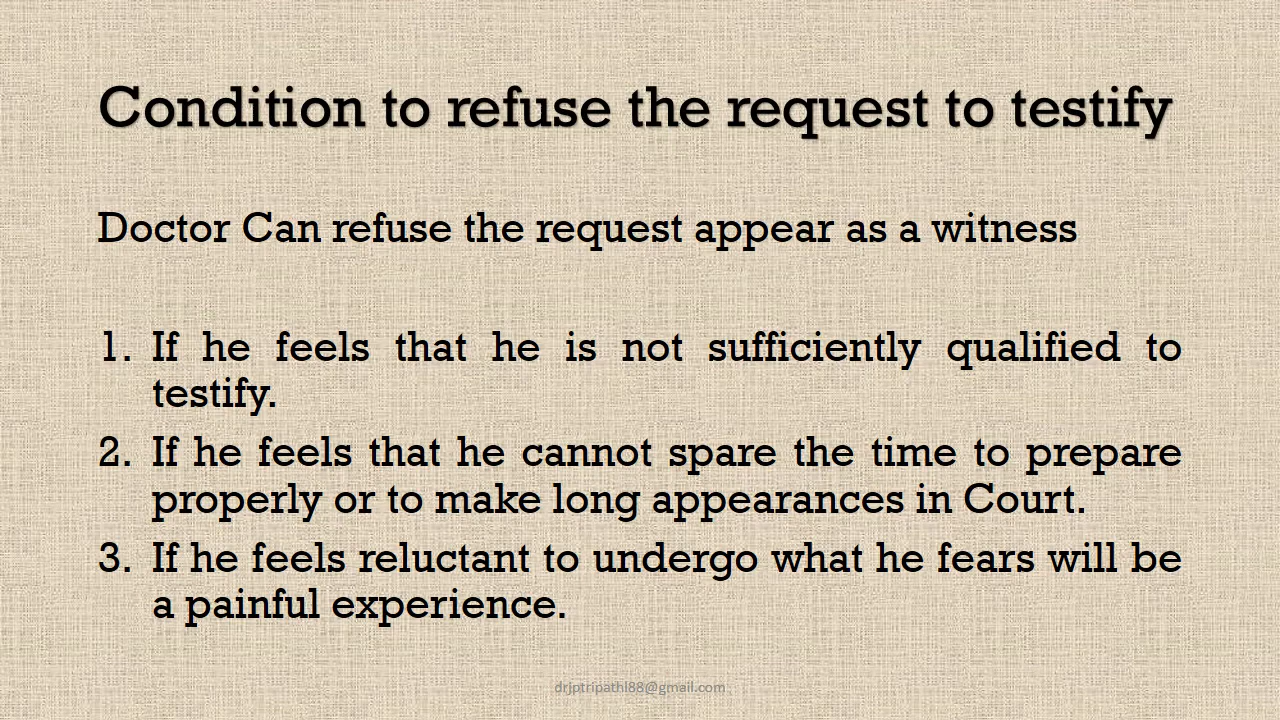 Condition to refuse the request to testify
Doctor Can refuse the request appear as a witness
1. If he feels that he is not sufficiently qualified to
testify.
2. If he feels that he cannot spare the time to prepare
properly or to make long appearances in Court.
3. If he feels reluctant to undergo what he fears will be
a painful experience.
drjptripathi88@gmail.com